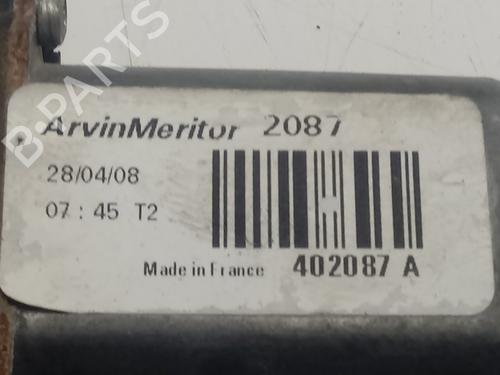 B-PARTS
ArvinMeritor 2087
28/04/08
07 : 45 T2
Made in France 402087 A